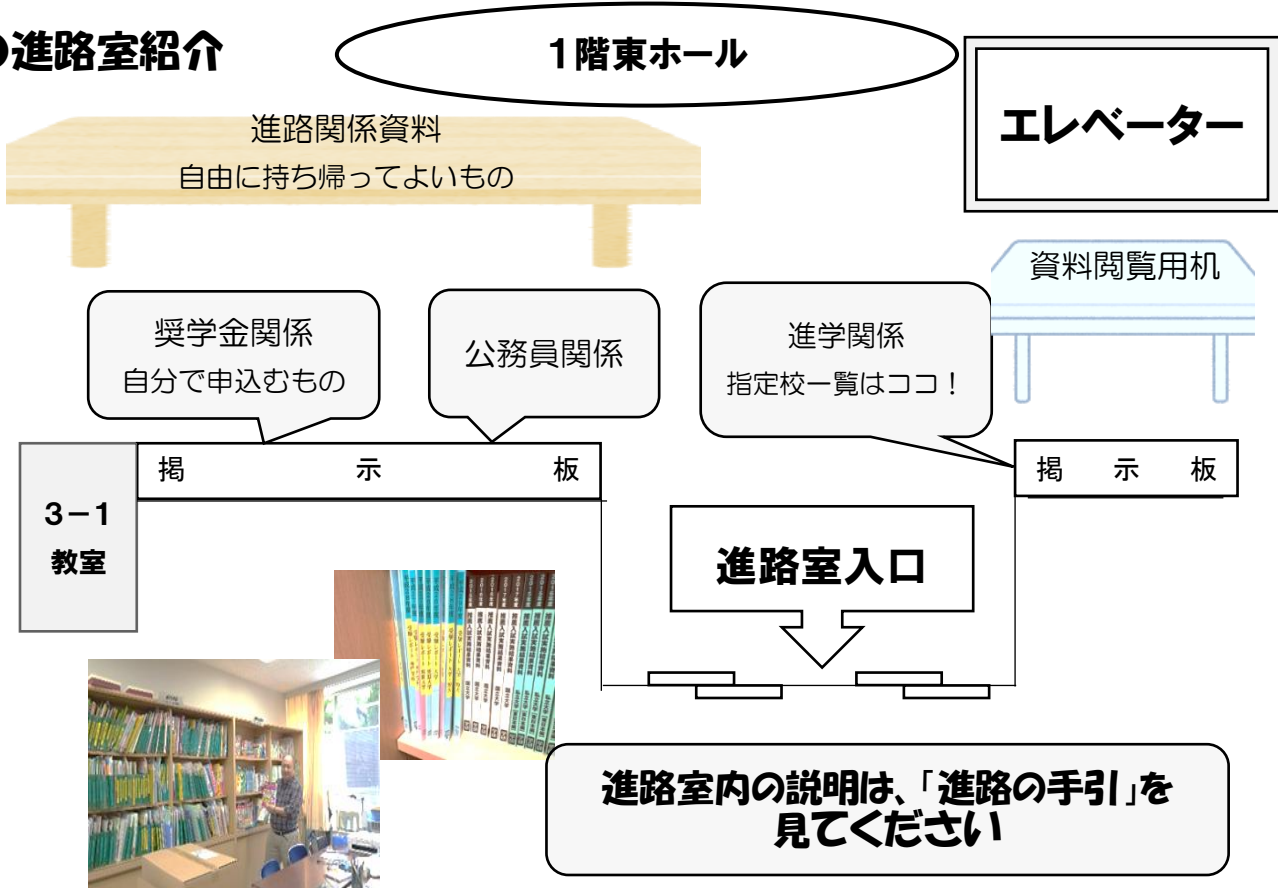 進路室紹介
1階東ホール
エレベーター
進路関係資料
自由に持ち帰ってよいもの
資料閲覧用机
奨学金関係
自分で申込むもの
公務員関係
進学関係
指定校一覧はココ!
掲示板
掲示板
3-1
教室
進路室入口
進路室内の説明は、「進路の手引」を
見てください